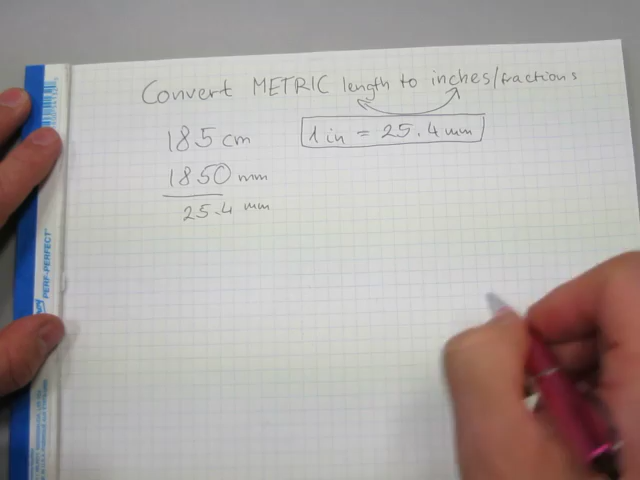 Convert METRIC length to inches/fractions
185 cm
1 in = 25.4 mm
1850 mm
25.4 mm
PERF-PERFECT